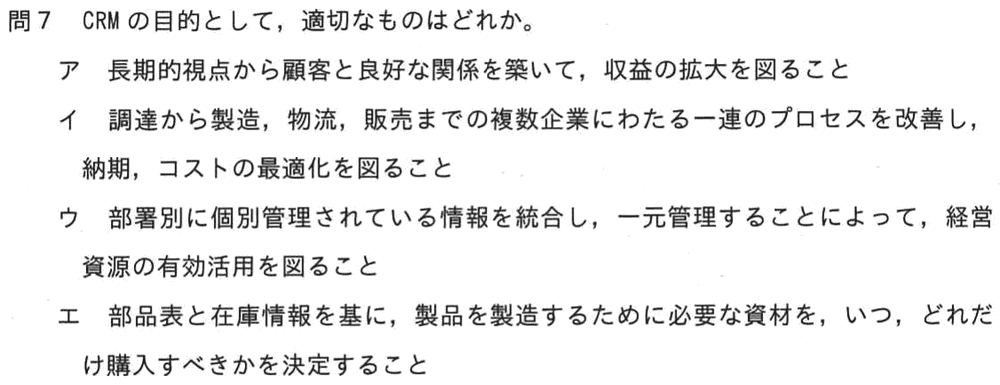 問7 CRMの目的として，適切なものはどれか。
ア 長期的視点から顧客と良好な関係を築いて，収益の拡大を図ること
イ 調達から製造，物流，販売までの複数企業にわたる一連のプロセスを改善し，
納期，コストの最適化を図ること
ウ 部署別に個別管理されている情報を統合し，一元管理することによって，経営
資源の有効活用を図ること
エ 部品表と在庫情報を基に，製品を製造するために必要な資材を，いつ，どれだ
け購入すべきかを決定すること